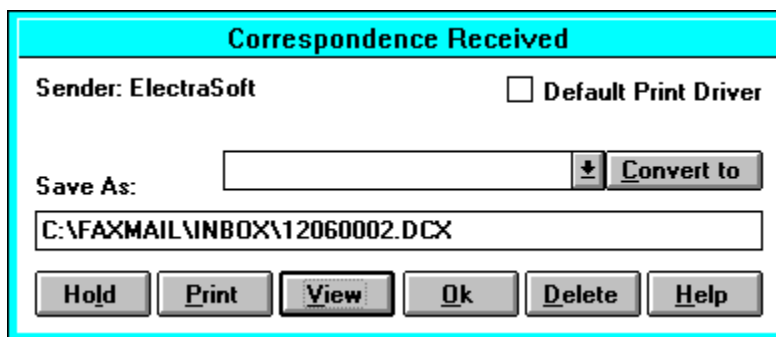 Correspondence Received
Sender: ElectraSoft Default Print Driver
Save As: Convert to
C:\FAXMAIL\INBOX\12060002.DCX
Hold Print View Ok Delete Help